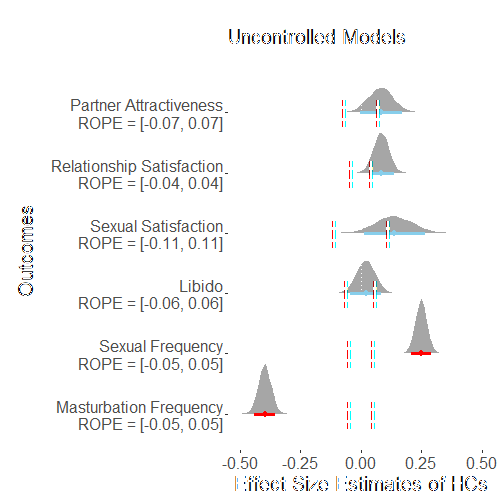 Uncontrolled Models
Partner Attractiveness
ROPE = [-0.07, 0.07]
Relationship Satisfaction
ROPE = [-0.04, 0.04]
Sexual Satisfaction
ROPE = [-0.11, 0.11]
Libido
ROPE = [-0.06, 0.06]
Sexual Frequency
ROPE = [-0.05, 0.05]
Masturbation Frequency
ROPE = [-0.05, 0.05]
Outcomes
-0.50 -0.25 0.00 0.25 0.50
Effect Size Estimates of HCs